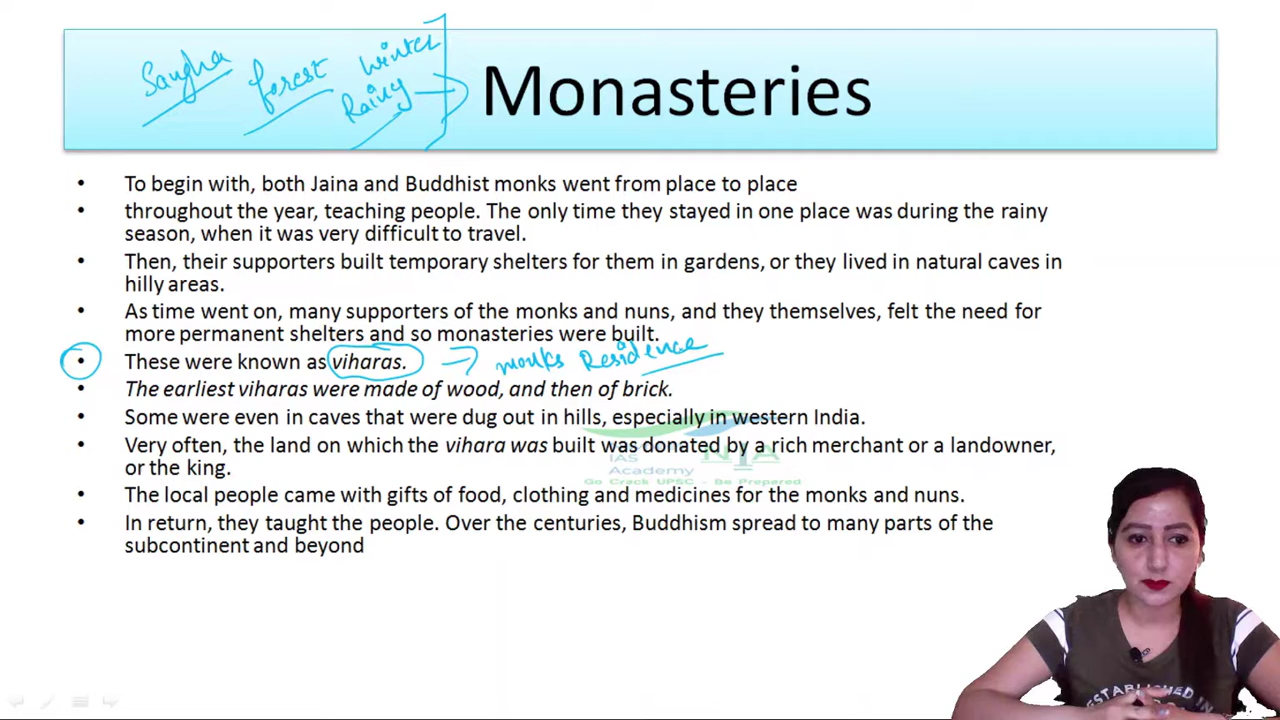 Sangha forest Winter
Rainy
Monasteries
• To begin with, both Jaina and Buddhist monks went from place to place
• throughout the year, teaching people. The only time they stayed in one place was during the rainy
season, when it was very difficult to travel.
• Then, their supporters built temporary shelters for them in gardens, or they lived in natural caves in
hilly areas.
• As time went on, many supporters of the monks and nuns, and they themselves, felt the need for
more permanent shelters and so monasteries were built.
• These were known as viharas. → monks Residence
• The earliest viharas were made of wood, and then of brick.
• Some were even in caves that were dug out in hills, especially in western India.
• Very often, the land on which the vihara was built was donated by a rich merchant or a landowner,
or the king.
• The local people came with gifts of food, clothing and medicines for the monks and nuns.
• In return, they taught the people. Over the centuries, Buddhism spread to many parts of the
subcontinent and beyond
IAS
Academy
Go Crack UPSC - Be Prepared
ESTABLISHED IN